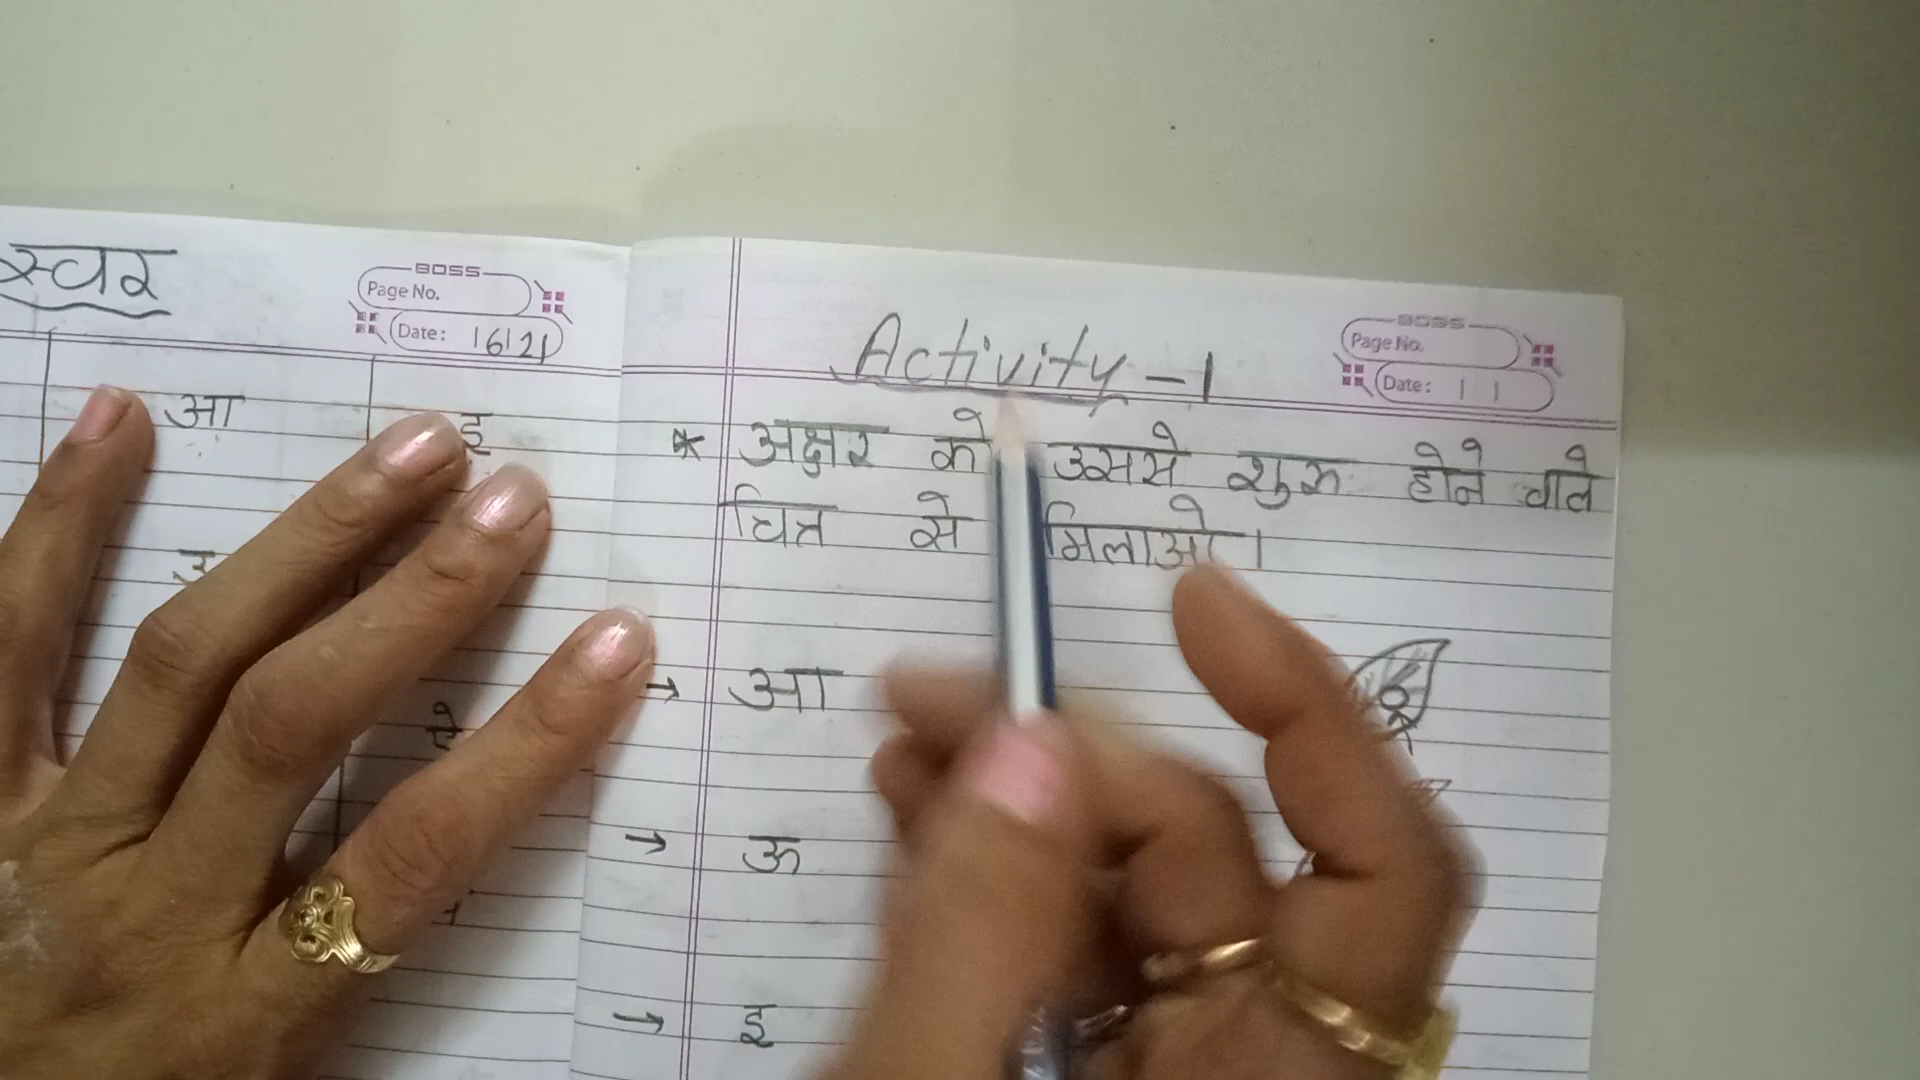 स्वर
BOSS
Page No.
Date: 1/6/21
आ
इ
ऐ
BOSS
Page No.
Date: | |
Activity - 1
* अक्षर को उससे शुरू होने वाले
चित्र से मिलाओ।
→ आ
→ ऊ
→ इ